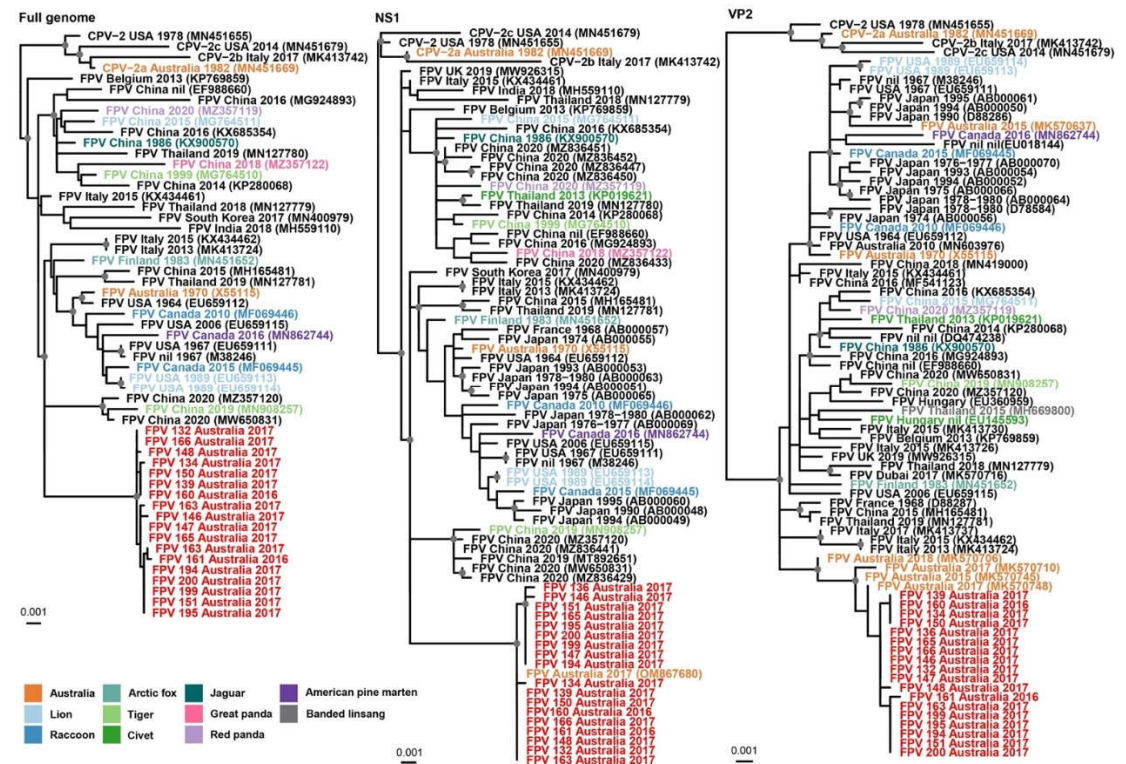 Full genome
CPV-2 USA 1978 (MN451655)
CPV-2c USA 2014 (MN451679)
CPV-2b Italy 2017 (MK413742)
CPV-2a Australia 1982 (MN451669)
FPV Belgium 2013 (KP769859)
FPV China nil (EF988660)
FPV China 2016 (MG924893)
FPV China 2020 (MZ357119)
FPV China 2015 (MG764511)
FPV China 2016 (KX685354)
FPV China 1986 (KX900570)
FPV Thailand 2019 (MN127780)
FPV China 2018 (MZ357122)
FPV China 1999 (MG764510)
FPV China 2014 (KP280068)
FPV Italy 2015 (KX434461)
FPV Thailand 2018 (MN127779)
FPV South Korea 2017 (MN400979)
FPV India 2018 (MH559110)
FPV Italy 2015 (KX434462)
FPV Italy 2013 (MK413724)
FPV Finland 1983 (MN451652)
FPV China 2015 (MH165481)
FPV Thailand 2019 (MN127781)
FPV Australia 1970 (X55115)
FPV USA 1964 (EU659112)
FPV Canada 2010 (MF069446)
FPV USA 2006 (EU659115)
FPV Canada 2016 (MN862744)
FPV USA 1967 (EU659111)
FPV nil 1967 (M38246)
FPV Canada 2015 (MF069445)
FPV USA 1989 (EU659113)
FPV USA 1989 (EU659114)
FPV China 2020 (MZ357120)
FPV China 2019 (MN908257)
FPV China 2020 (MW650831)
FPV 132 Australia 2017
FPV 166 Australia 2017
FPV 148 Australia 2017
FPV 134 Australia 2017
FPV 150 Australia 2017
FPV 139 Australia 2017
FPV 160 Australia 2016
FPV 163 Australia 2017
FPV 146 Australia 2017
FPV 147 Australia 2017
FPV 165 Australia 2017
FPV 163 Australia 2017
FPV 161 Australia 2016
FPV 194 Australia 2017
FPV 200 Australia 2017
FPV 199 Australia 2017
FPV 151 Australia 2017
FPV 195 Australia 2017
0.001
NS1
CPV-2c USA 2014 (MN451679)
CPV-2 USA 1978 (MN451655)
CPV-2a Australia 1982 (MN451669)
CPV-2b Italy 2017 (MK413742)
FPV UK 2019 (MW926315)
FPV Italy 2015 (KX434461)
FPV India 2018 (MH559110)
FPV Thailand 2018 (MN127779)
FPV Belgium 2013 (KP769859)
FPV China 2015 (MG764511)
FPV China 2016 (KX685354)
FPV China 1986 (KX900570)
FPV China 2020 (MZ836451)
FPV China 2020 (MZ836452)
FPV China 2020 (MZ836447)
FPV China 2020 (MZ836450)
FPV China 2020 (MZ357119)
FPV Thailand 2013 (KP019621)
FPV Thailand 2019 (MN127780)
FPV China 2014 (KP280068)
FPV China 1999 (MG764510)
FPV China nil (EF988660)
FPV China 2016 (MG924893)
FPV China 2018 (MZ357122)
FPV China 2020 (MZ836433)
FPV South Korea 2017 (MN400979)
FPV Italy 2015 (KX434462)
FPV Italy 2013 (MK413724)
FPV China 2015 (MH165481)
FPV Thailand 2019 (MN127781)
FPV Finland 1983 (MN451652)
FPV France 1968 (AB000057)
FPV Japan 1974 (AB000055)
FPV Australia 1970 (X55115)
FPV USA 1964 (EU659112)
FPV Japan 1993 (AB000053)
FPV Japan 1978-1980 (AB000063)
FPV Japan 1994 (AB000051)
FPV Japan 1975 (AB000065)
FPV Canada 2010 (MF069446)
FPV Japan 1978-1980 (AB000062)
FPV Japan 1976-1977 (AB000069)
FPV Canada 2016 (MN862744)
FPV USA 2006 (EU659115)
FPV USA 1967 (EU659111)
FPV nil 1967 (M38246)
FPV USA 1989 (EU659113)
FPV USA 1989 (EU659114)
FPV Canada 2015 (MF069445)
FPV Japan 1995 (AB000060)
FPV Japan 1990 (AB000048)
FPV Japan 1994 (AB000049)
FPV China 2019 (MN908257)
FPV China 2020 (MZ357120)
FPV China 2020 (MZ836441)
FPV China 2019 (MT892651)
FPV China 2020 (MW650831)
FPV China 2020 (MZ836429)
FPV 136 Australia 2017
FPV 146 Australia 2017
FPV 151 Australia 2017
FPV 165 Australia 2017
FPV 195 Australia 2017
FPV 200 Australia 2017
FPV 199 Australia 2017
FPV 147 Australia 2017
FPV 194 Australia 2017
FPV Australia 2017 (OM867680)
FPV 134 Australia 2017
FPV 139 Australia 2017
FPV 150 Australia 2017
FPV160 Australia 2016
FPV 166 Australia 2017
FPV 161 Australia 2016
FPV 148 Australia 2017
FPV 132 Australia 2017
FPV 163 Australia 2017
0.001
VP2
CPV-2 USA 1978 (MN451655)
CPV-2a Australia 1982 (MN451669)
CPV-2b Italy 2017 (MK413742)
CPV-2c USA 2014 (MN451679)
FPV USA 1989 (EU659114)
FPV USA 1989 (EU659113)
FPV nil 1967 (M38246)
FPV USA 1967 (EU659111)
FPV Japan 1995 (AB000061)
FPV Japan 1994 (AB000050)
FPV Japan 1990 (D88286)
FPV Australia 2015 (MK570637)
FPV Canada 2016 (MN862744)
FPV nil nil(EU018144)
FPV Canada 2015 (MF069445)
FPV Japan 1976-1977 (AB000070)
FPV Japan 1993 (AB000054)
FPV Japan 1994 (AB000052)
FPV Japan 1975 (AB000066)
FPV Japan 1978-1980 (AB000064)
FPV Japan 1978-1980 (D78584)
FPV Japan 1974 (AB000056)
FPV Canada 2010 (MF069446)
FPV USA 1964 (EU659112)
FPV Australia 2010 (MN603976)
FPV Australia 1970 (X55115)
FPV China 2018 (MN419000)
FPV Italy 2015 (KX434461)
FPV China 2016 (MF541123)
FPV China 2016 (KX685354)
FPV China 2015 (MG764511)
FPV China 2020 (MZ357119)
FPV Thailand 2013 (KP019621)
FPV China 2014 (KP280068)
FPV nil nil (DQ474238)
FPV China 1986 (KX900570)
FPV China 2016 (MG924893)
FPV China nil (EF988660)
FPV China 2020 (MW650831)
FPV China 2019 (MN908257)
FPV China 2020 (MZ357120)
FPV Hungary (EU360959)
FPV Thailand 2015 (MH669800)
FPV Hungary nil (EU145593)
FPV Italy 2015 (MK413730)
FPV Belgium 2013 (KP769859)
FPV Italy 2015 (MK413726)
FPV UK 2019 (MW926315)
FPV Thailand 2018 (MN127779)
FPV Dubai 2017 (MK570716)
FPV Finland 1983 (MN451652)
FPV USA 2006 (EU659115)
FPV France 1968 (D88287)
FPV China 2015 (MH165481)
FPV Thailand 2019 (MN127781)
FPV Italy 2017 (MK413737)
FPV Italy 2015 (KX434462)
FPV Italy 2013 (MK413724)
FPV Australia 2018 (MK570706)
FPV Australia 2017 (MK570710)
FPV Australia 2015 (MK570745)
FPV Australia 2017 (MK570748)
FPV 139 Australia 2017
FPV 160 Australia 2016
FPV 134 Australia 2017
FPV 150 Australia 2017
FPV 136 Australia 2017
FPV 165 Australia 2017
FPV 166 Australia 2017
FPV 146 Australia 2017
FPV 132 Australia 2017
FPV 147 Australia 2017
FPV 148 Australia 2017
FPV 161 Australia 2016
FPV 163 Australia 2017
FPV 199 Australia 2017
FPV 195 Australia 2017
FPV 194 Australia 2017
FPV 151 Australia 2017
FPV 200 Australia 2017
0.001
Australia
Arctic fox
Jaguar
American pine marten
Lion
Tiger
Great panda
Banded linsang
Raccoon
Civet
Red panda